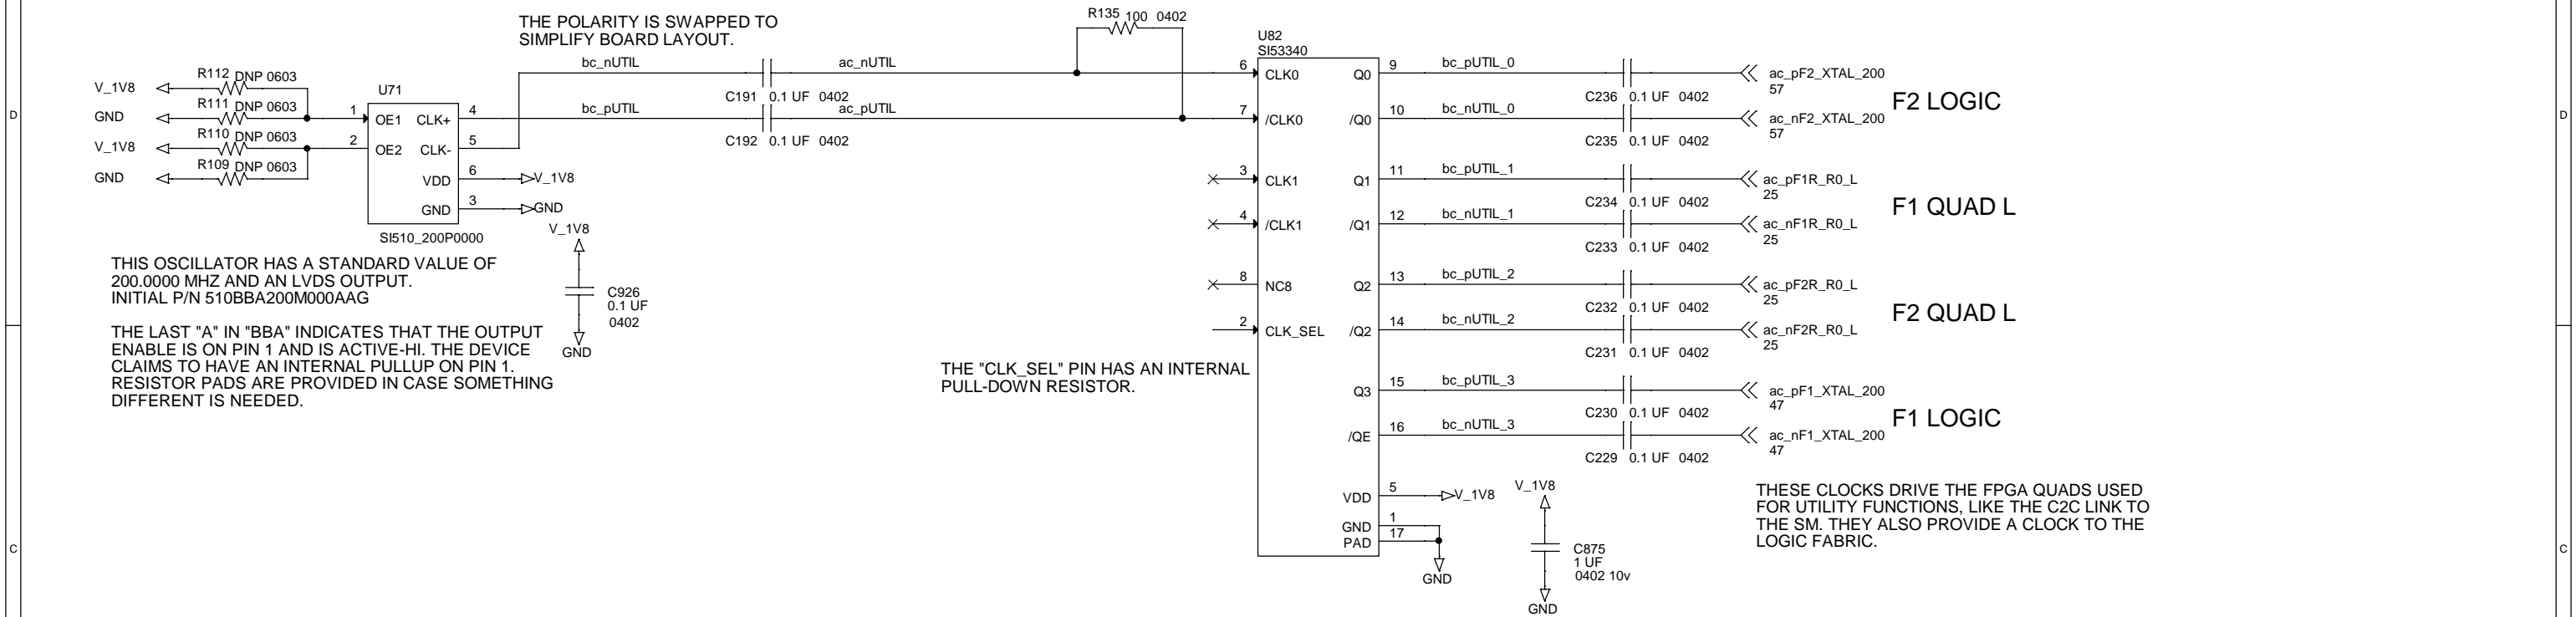 THE POLARITY IS SWAPPED TO
SIMPLIFY BOARD LAYOUT.
R135 100 0402
U82
SI53340
V_1V8
R112 DNP 0603
GND
R111 DNP 0603
V_1V8
R110 DNP 0603
GND
R109 DNP 0603
U71
1 OE1 CLK+ 4
2 OE2 CLK- 5
VDD 6 V_1V8
GND 3 GND
SI510_200P0000
bc_nUTIL
C191 0.1 UF 0402
ac_nUTIL
bc_pUTIL
C192 0.1 UF 0402
ac_pUTIL
V_1V8
C926
0.1 UF
0402
GND
THIS OSCILLATOR HAS A STANDARD VALUE OF
200.0000 MHZ AND AN LVDS OUTPUT.
INITIAL P/N 510BBA200M000AAG
THE LAST "A" IN "BBA" INDICATES THAT THE OUTPUT
ENABLE IS ON PIN 1 AND IS ACTIVE-HI. THE DEVICE
CLAIMS TO HAVE AN INTERNAL PULLUP ON PIN 1.
RESISTOR PADS ARE PROVIDED IN CASE SOMETHING
DIFFERENT IS NEEDED.
THE "CLK_SEL" PIN HAS AN INTERNAL
PULL-DOWN RESISTOR.
6 CLK0 Q0 9 bc_pUTIL_0
C236 0.1 UF 0402
ac_pF2_XTAL_200
57
7 /CLK0 /Q0 10 bc_nUTIL_0
C235 0.1 UF 0402
ac_nF2_XTAL_200
57
F2 LOGIC
3 CLK1 Q1 11 bc_pUTIL_1
C234 0.1 UF 0402
ac_pF1R_R0_L
25
4 /CLK1 /Q1 12 bc_nUTIL_1
C233 0.1 UF 0402
ac_nF1R_R0_L
25
F1 QUAD L
8 NC8 Q2 13 bc_pUTIL_2
C232 0.1 UF 0402
ac_pF2R_R0_L
25
2 CLK_SEL /Q2 14 bc_nUTIL_2
C231 0.1 UF 0402
ac_nF2R_R0_L
25
F2 QUAD L
Q3 15 bc_pUTIL_3
C230 0.1 UF 0402
ac_pF1_XTAL_200
47
/QE 16 bc_nUTIL_3
C229 0.1 UF 0402
ac_nF1_XTAL_200
47
F1 LOGIC
VDD 5 V_1V8
GND 1
PAD 17
GND
V_1V8
C875
1 UF
0402 10v
GND
THESE CLOCKS DRIVE THE FPGA QUADS USED
FOR UTILITY FUNCTIONS, LIKE THE C2C LINK TO
THE SM. THEY ALSO PROVIDE A CLOCK TO THE
LOGIC FABRIC.
D
D
C
C